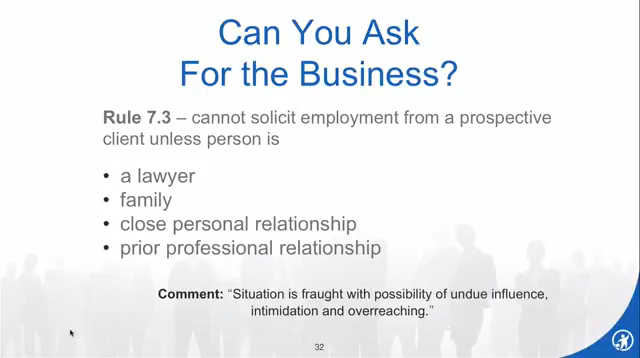 Can You Ask
For the Business?
Rule 7.3 – cannot solicit employment from a prospective
client unless person is
• a lawyer
• family
• close personal relationship
• prior professional relationship
Comment: “Situation is fraught with possibility of undue influence,
intimidation and overreaching.”
32